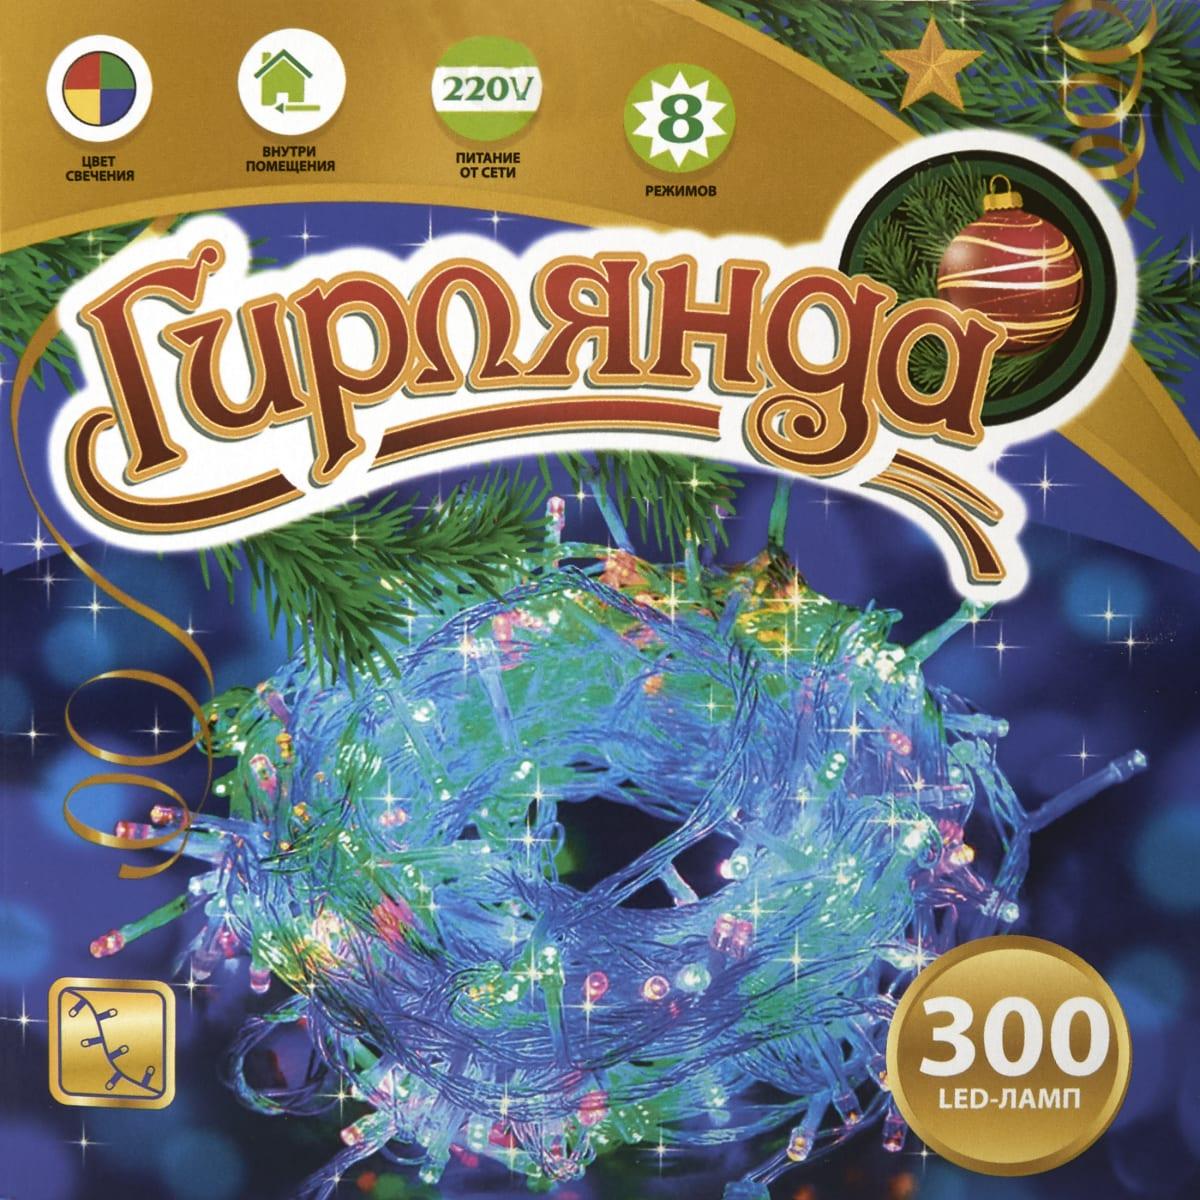 ЦВЕТ
СВЕЧЕНИЯ
ВНУТРИ
ПОМЕЩЕНИЯ
220V
ПИТАНИЕ
ОТ СЕТИ
8
РЕЖИМОВ
Гирлянда
300
LED-ЛАМП